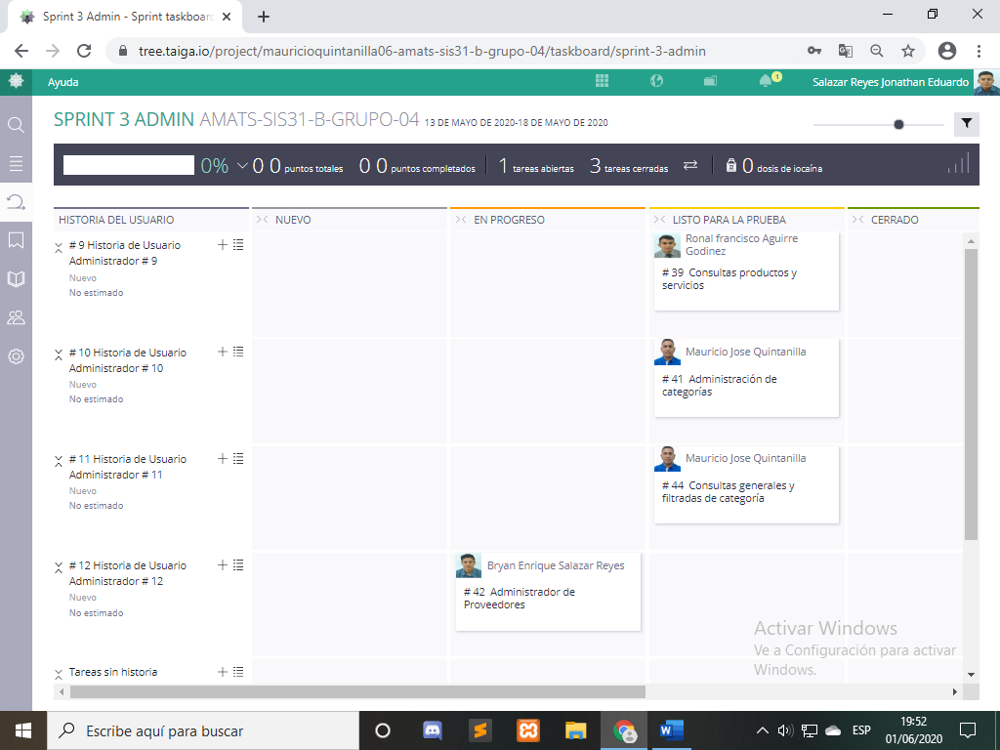 Sprint 3 Admin - Sprint taskboard
tree.taiga.io/project/mauricioquintanilla06-amats-sis31-b-grupo-04/taskboard/sprint-3-admin
Ayuda
1
Salazar Reyes Jonathan Eduardo
SPRINT 3 ADMIN AMATS-SIS31-B-GRUPO-04 13 DE MAYO DE 2020-18 DE MAYO DE 2020
0% 0 0 puntos totales 0 0 puntos completados 1 tareas abiertas 3 tareas cerradas 0 dosis de iocaína
HISTORIA DEL USUARIO NUEVO EN PROGRESO LISTO PARA LA PRUEBA CERRADO
# 9 Historia de Usuario
Administrador # 9
Nuevo
No estimado
Ronal francisco Aguirre
Godinez
# 39 Consultas productos y
servicios
# 10 Historia de Usuario
Administrador # 10
Nuevo
No estimado
Mauricio Jose Quintanilla
# 41 Administración de
categorías
# 11 Historia de Usuario
Administrador # 11
Nuevo
No estimado
Mauricio Jose Quintanilla
# 44 Consultas generales y
filtradas de categoría
# 12 Historia de Usuario
Administrador # 12
Nuevo
No estimado
Bryan Enrique Salazar Reyes
# 42 Administrador de
Proveedores
Tareas sin historia
Activar Windows
Ve a Configuración para activar
Windows.
Escribe aquí para buscar
ESP
19:52
01/06/2020